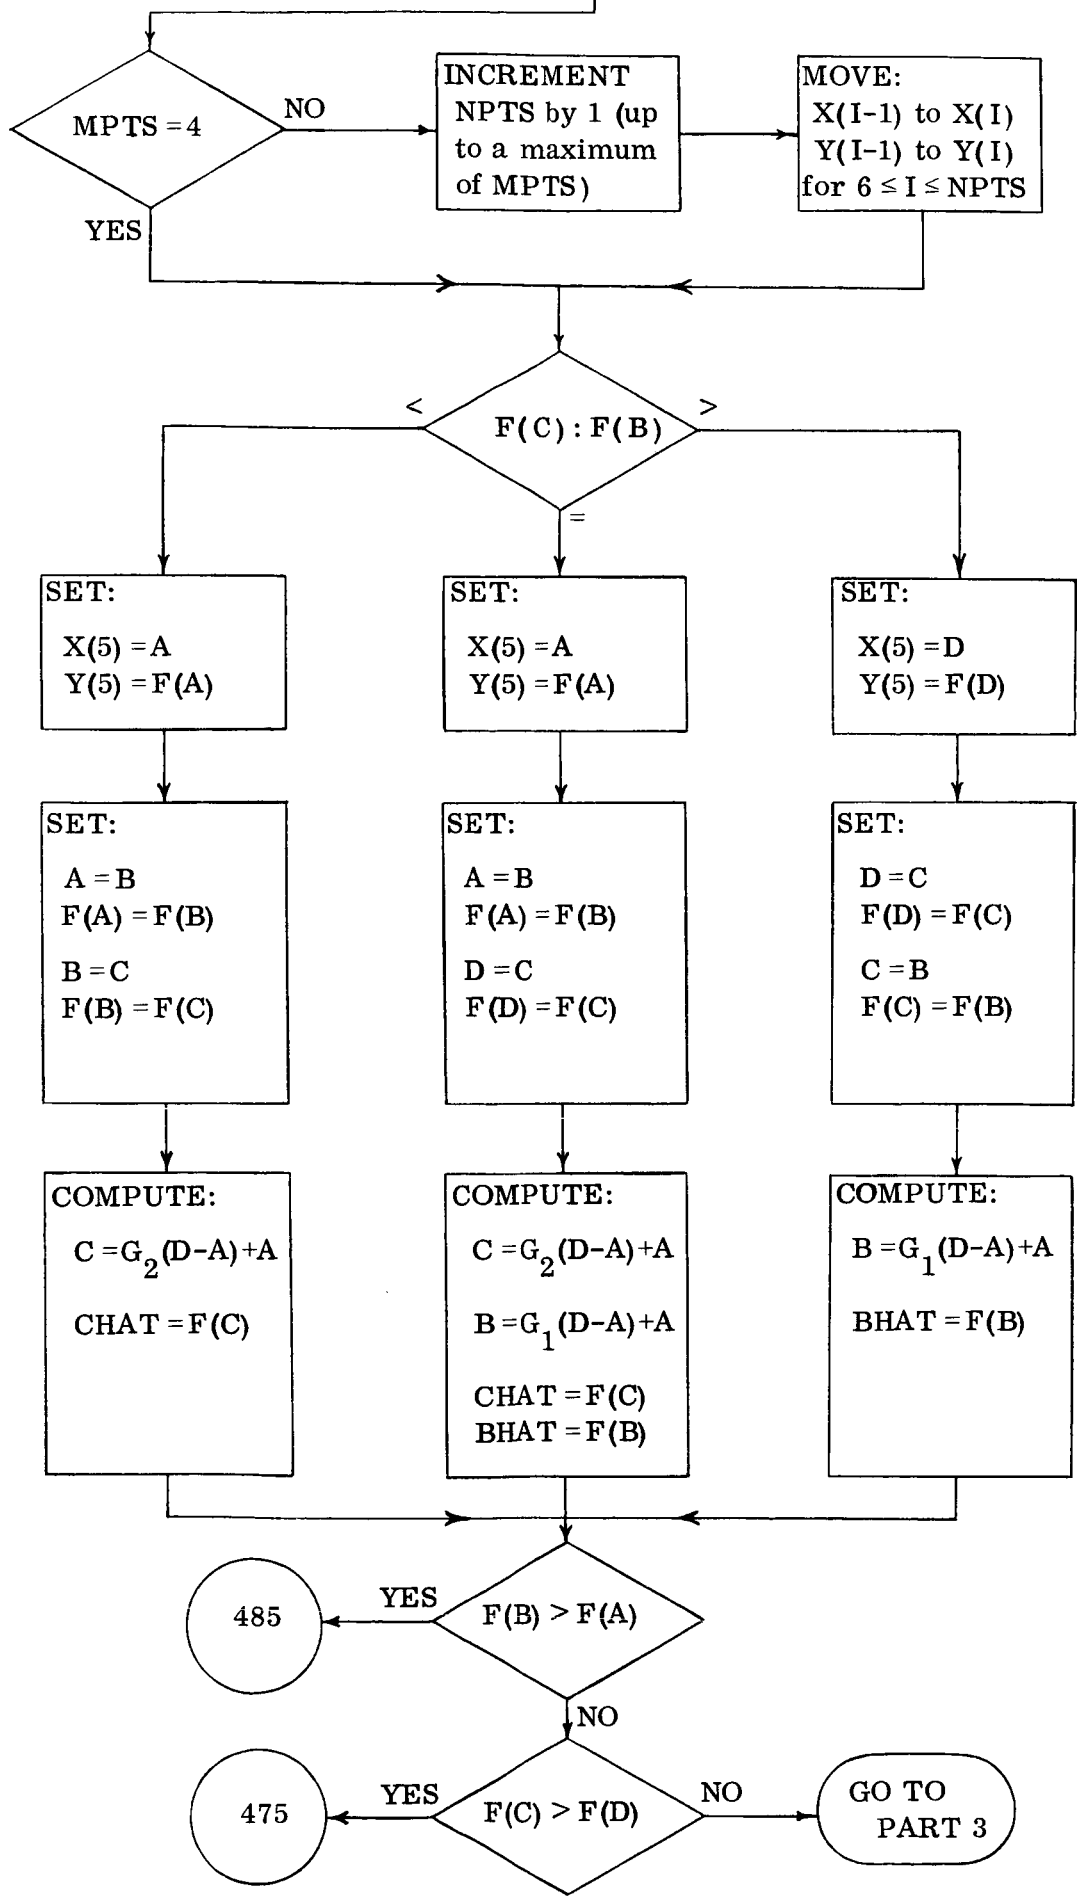 MPTS = 4
NO
YES
INCREMENT
NPTS by 1 (up
to a maximum
of MPTS)
MOVE:
X(I-1) to X(I)
Y(I-1) to Y(I)
for 6 ≤ I ≤ NPTS
<
F(C) : F(B)
>
=
SET:
X(5) = A
Y(5) = F(A)
SET:
X(5) = A
Y(5) = F(A)
SET:
X(5) = D
Y(5) = F(D)
SET:
A = B
F(A) = F(B)
B = C
F(B) = F(C)
SET:
A = B
F(A) = F(B)
D = C
F(D) = F(C)
SET:
D = C
F(D) = F(C)
C = B
F(C) = F(B)
COMPUTE:
C = G₂(D-A)+A
CHAT = F(C)
COMPUTE:
C = G₂(D-A)+A
B = G₁(D-A)+A
CHAT = F(C)
BHAT = F(B)
COMPUTE:
B = G₁(D-A)+A
BHAT = F(B)
485
YES
F(B) > F(A)
NO
475
YES
F(C) > F(D)
NO
GO TO
PART 3